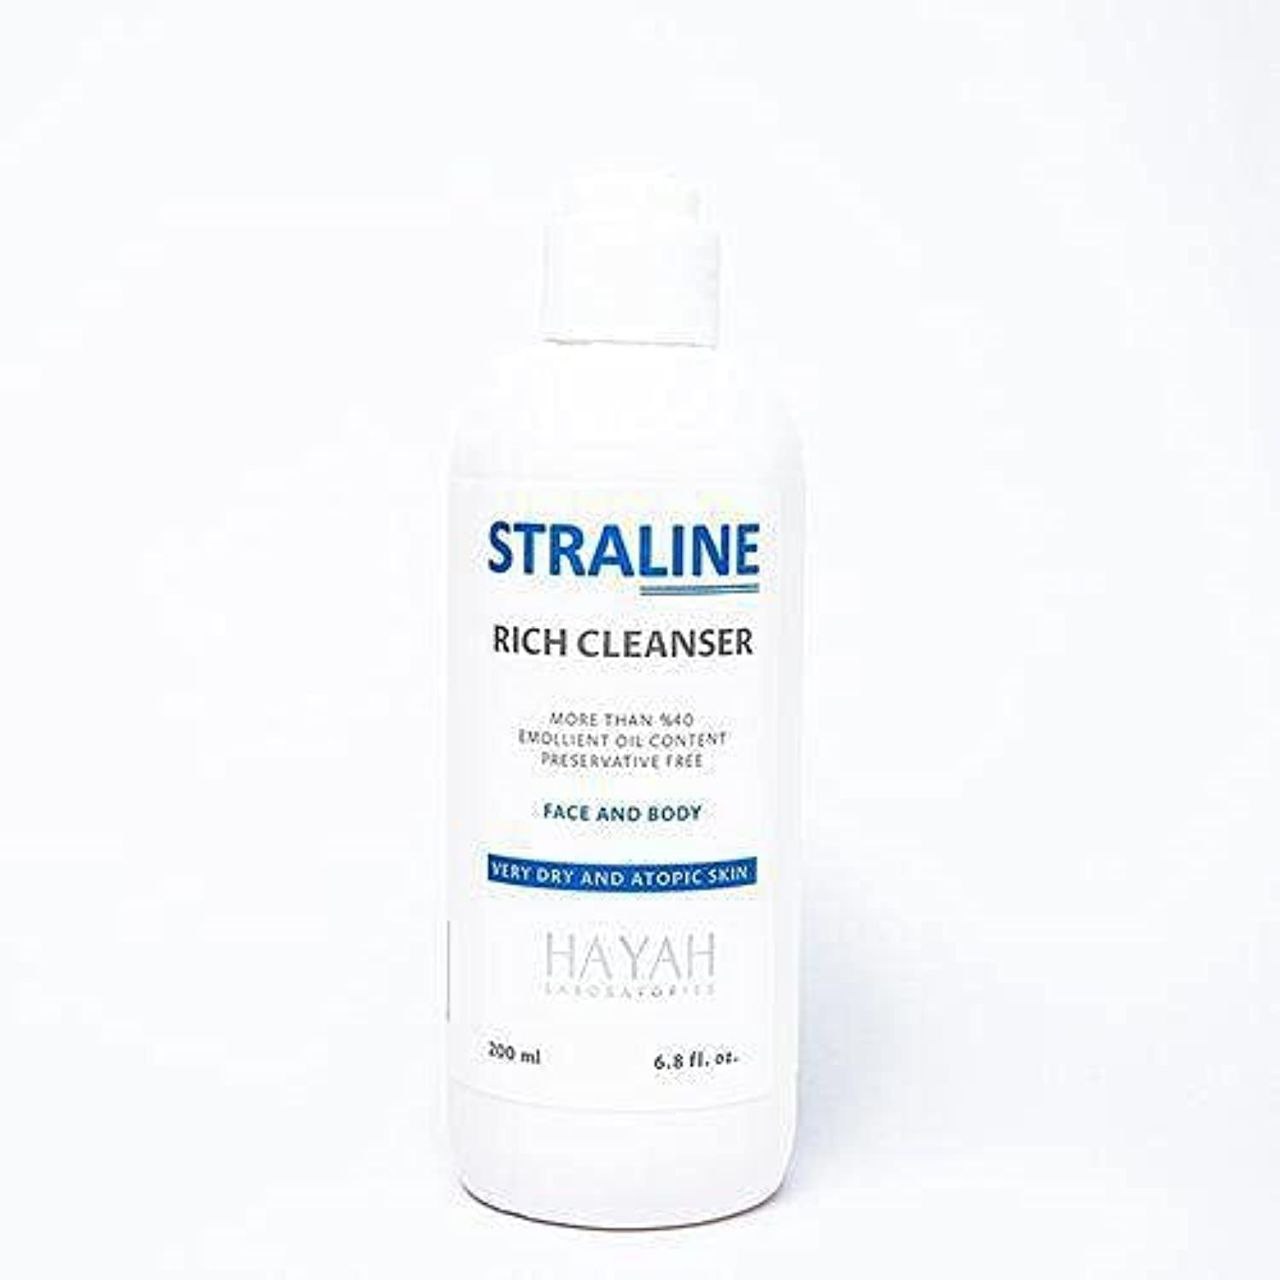 STRALINE
RICH CLEANSER
MORE THAN %40
EMOLLIENT OIL CONTENT
PRESERVATIVE FREE
FACE AND BODY
VERY DRY AND ATOPIC SKIN
HAYAH
LABORATORIES
200 ml 6.8 fl. oz.